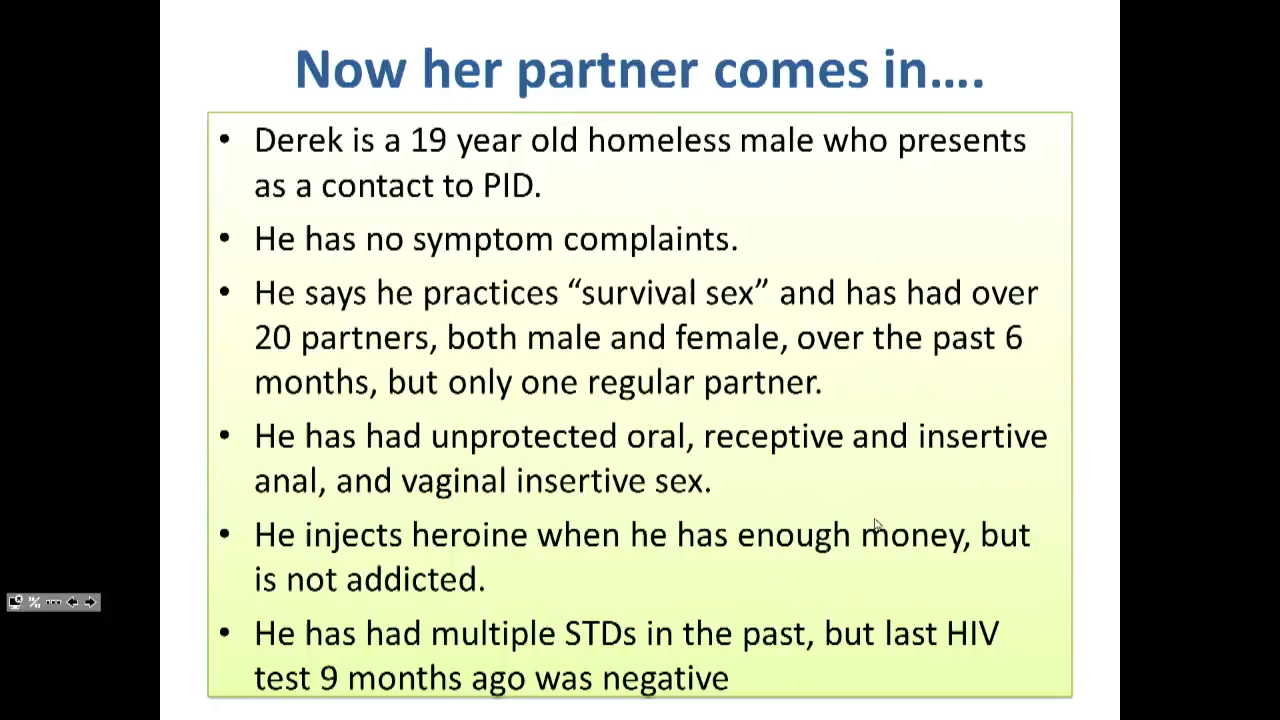 Now her partner comes in….
• Derek is a 19 year old homeless male who presents
as a contact to PID.
• He has no symptom complaints.
• He says he practices “survival sex” and has had over
20 partners, both male and female, over the past 6
months, but only one regular partner.
• He has had unprotected oral, receptive and insertive
anal, and vaginal insertive sex.
• He injects heroine when he has enough money, but
is not addicted.
• He has had multiple STDs in the past, but last HIV
test 9 months ago was negative